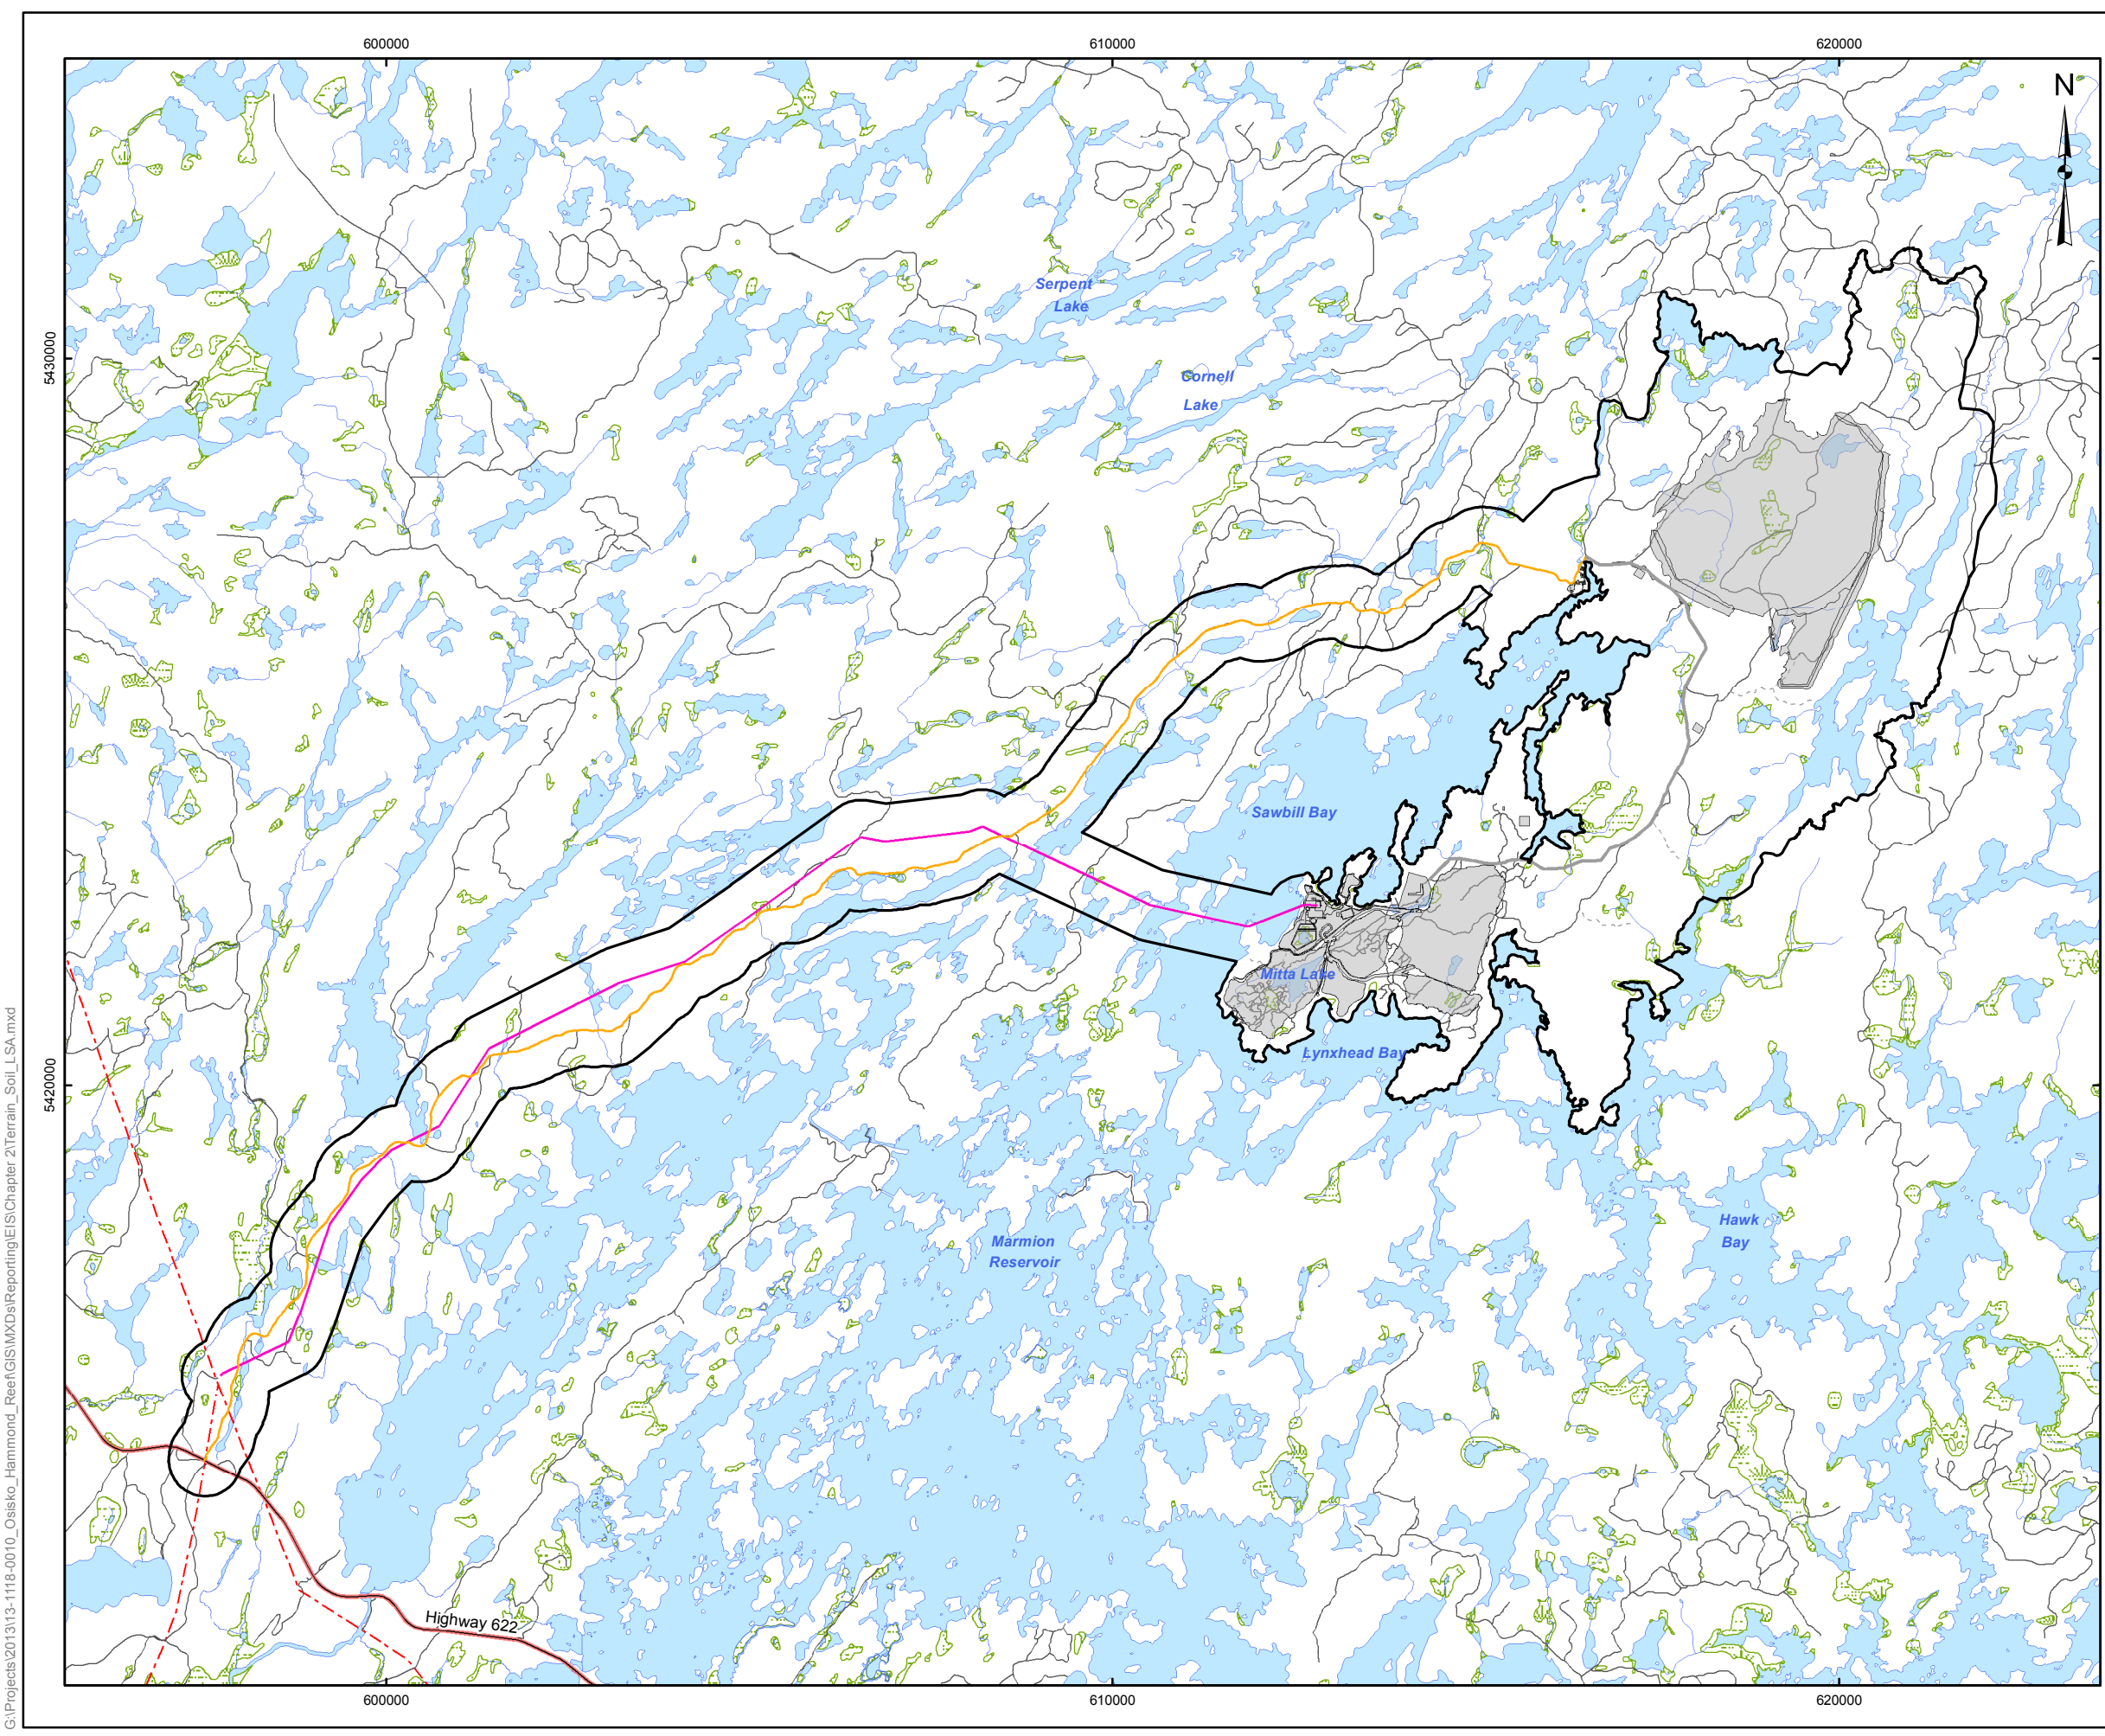 600000
610000
620000
N
Serpent
Lake
5430000
Cornell
Lake
Sawbill Bay
Mitta Lake
Lynxhead Bay
5420000
Hawk
Bay
Marmion
Reservoir
Highway 622
600000
610000
620000
G:\Projects\2013\13-1118-0010_Osisko_Hammond_Reef\GIS\MXDs\Reporting\EIS\Chapter 2\Terrain_Soil_LSA.mxd